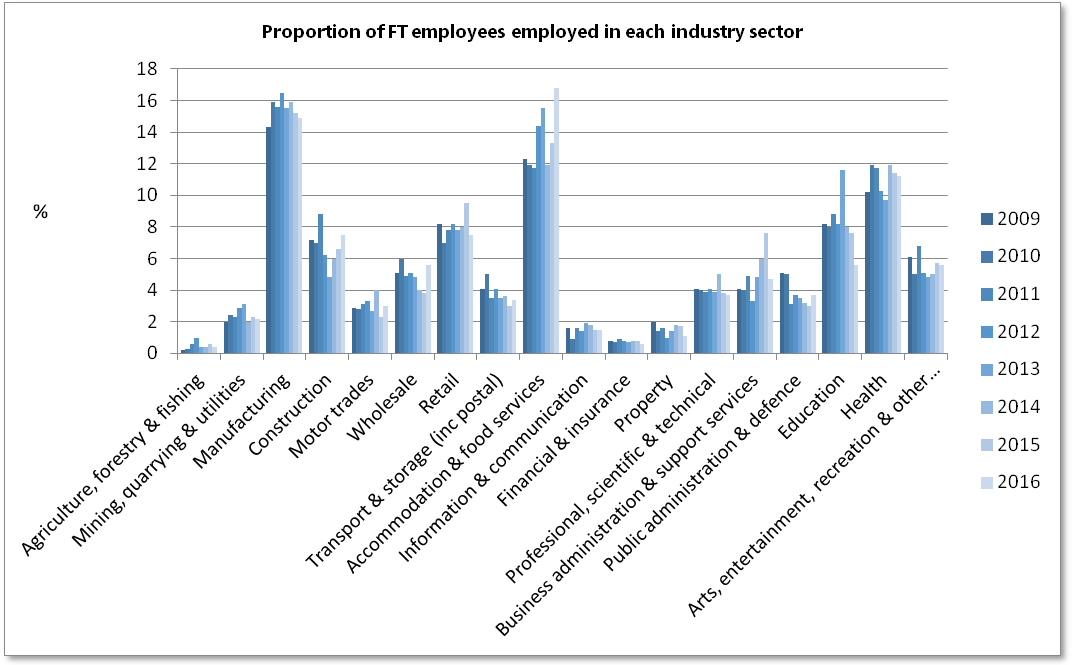 Proportion of FT employees employed in each industry sector
18
16
14
12
10
8
6
4
2
0
%
Agriculture, forestry & fishing
Mining, quarrying & utilities
Manufacturing
Construction
Motor trades
Wholesale
Retail
Transport & storage (inc postal)
Accommodation & food services
Information & communication
Financial & insurance
Property
Professional, scientific & technical
Business administration & support services
Public administration & defence
Education
Health
Arts, entertainment, recreation & other...
2009
2010
2011
2012
2013
2014
2015
2016